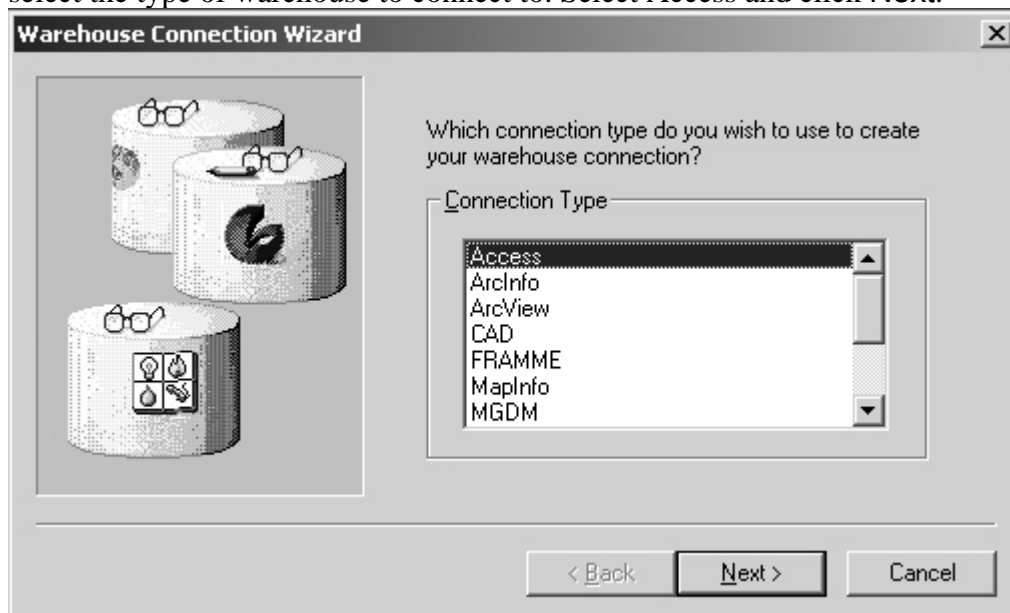 select the type of warehouse to connect to. Select Access and click Next.
Warehouse Connection Wizard
Which connection type do you wish to use to create
your warehouse connection?
Connection Type
Access
ArcInfo
ArcView
CAD
FRAMME
MapInfo
MGDM
< Back
Next >
Cancel